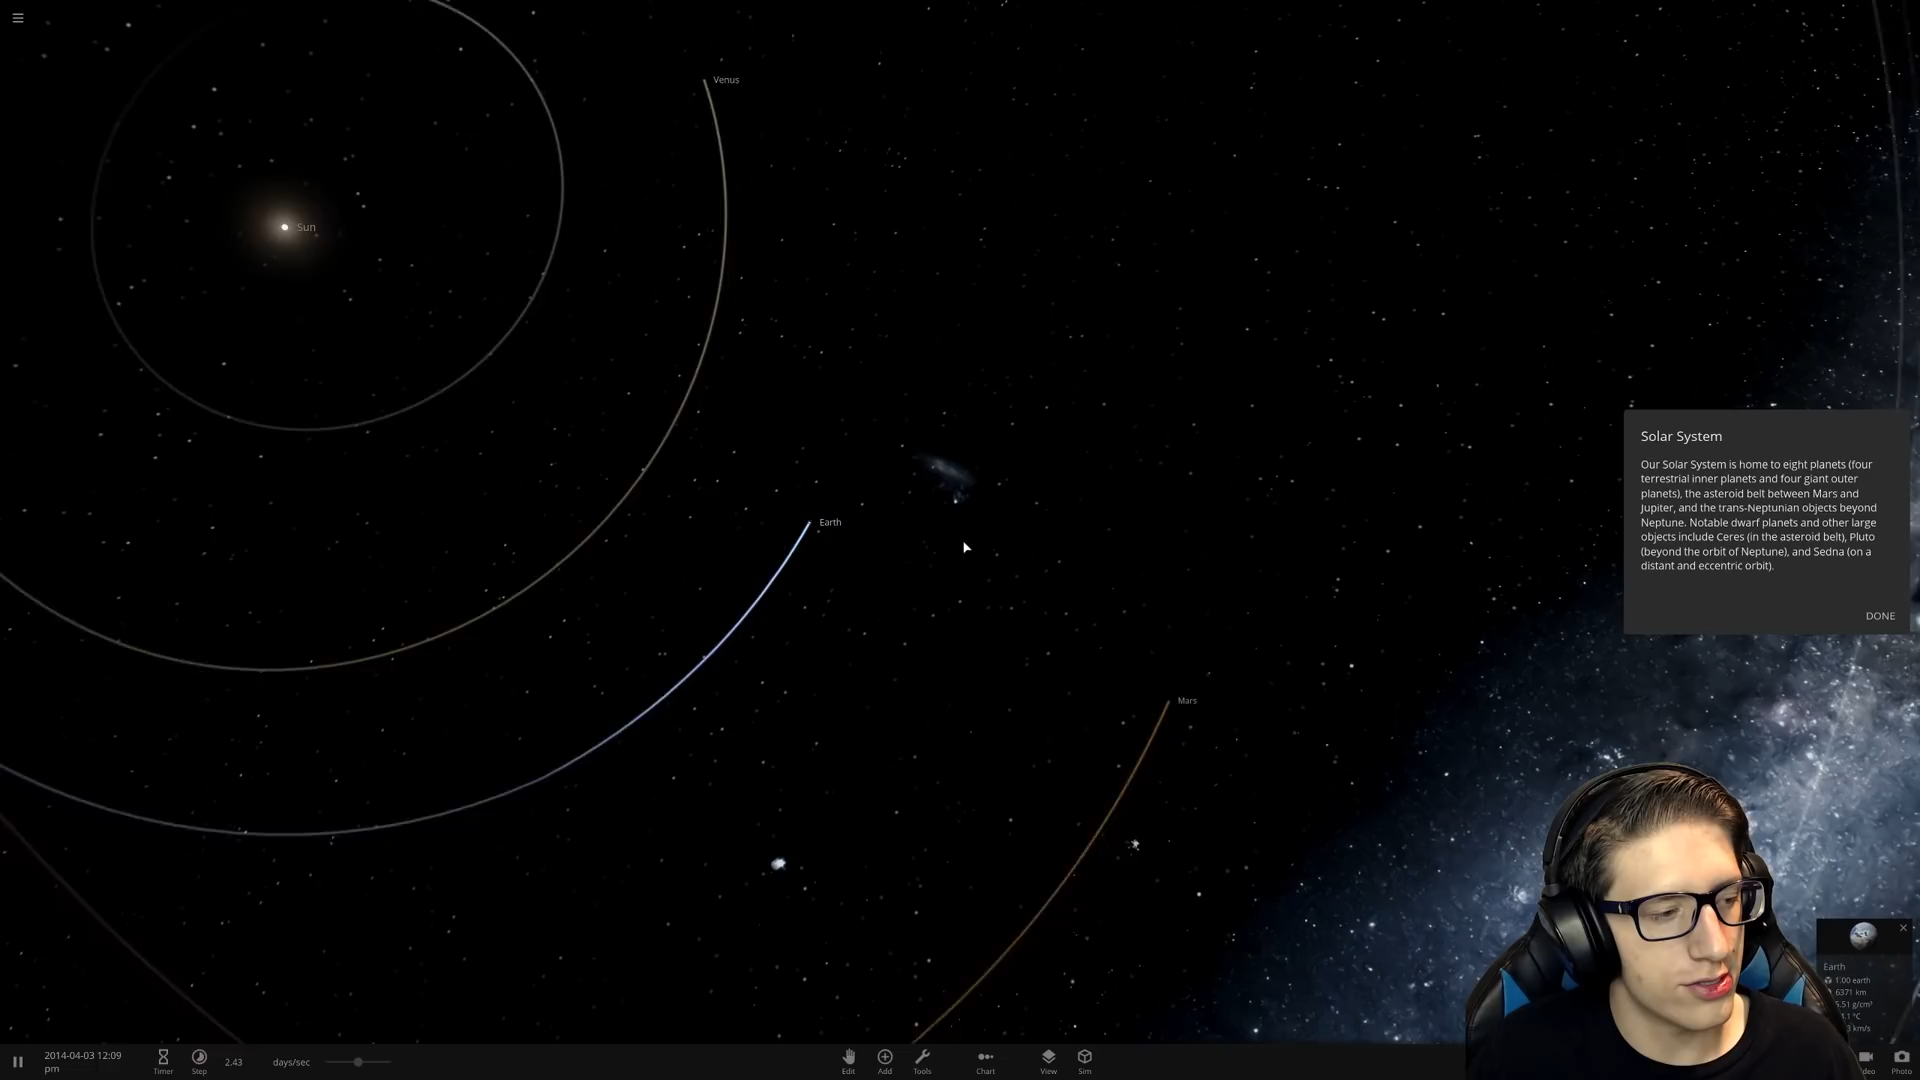 Venus
Sun
Solar System
Our Solar System is home to eight planets (four
terrestrial inner planets and four giant outer
planets), the asteroid belt between Mars and
Jupiter, and the trans-Neptunian objects beyond
Neptune. Notable dwarf planets and other large
objects include Ceres (in the asteroid belt), Pluto
(beyond the orbit of Neptune), and Sedna (on a
distant and eccentric orbit).
DONE
Earth
Mars
Earth
1.00 earth
6371 km
5.51 g/cm³
°C
km/s
2014-04-03 12:09
pm
Timer
Step
2.43
days/sec
Edit
Add
Tools
Chart
View
Sim
Photo